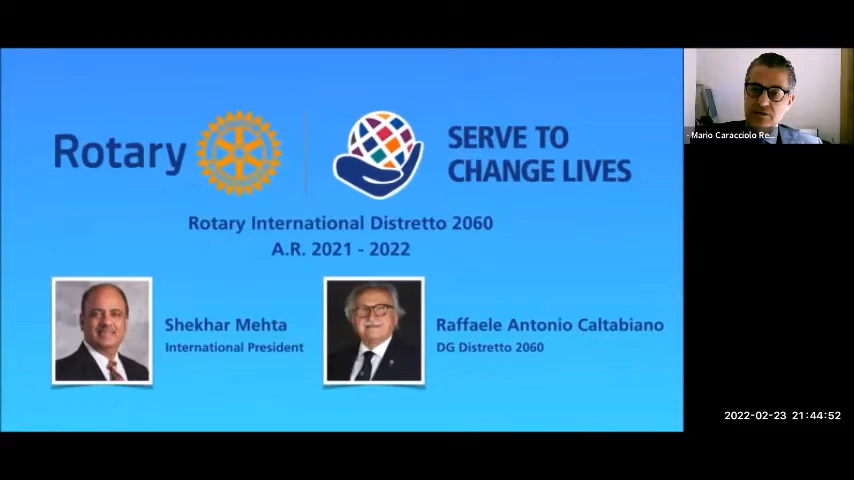 Rotary
SERVE TO
CHANGE LIVES
Rotary International Distretto 2060
A.R. 2021 - 2022
Shekhar Mehta
International President
Raffaele Antonio Caltabiano
DG Distretto 2060
- Mario Caracciolo Re...
2022-02-23 21:44:52